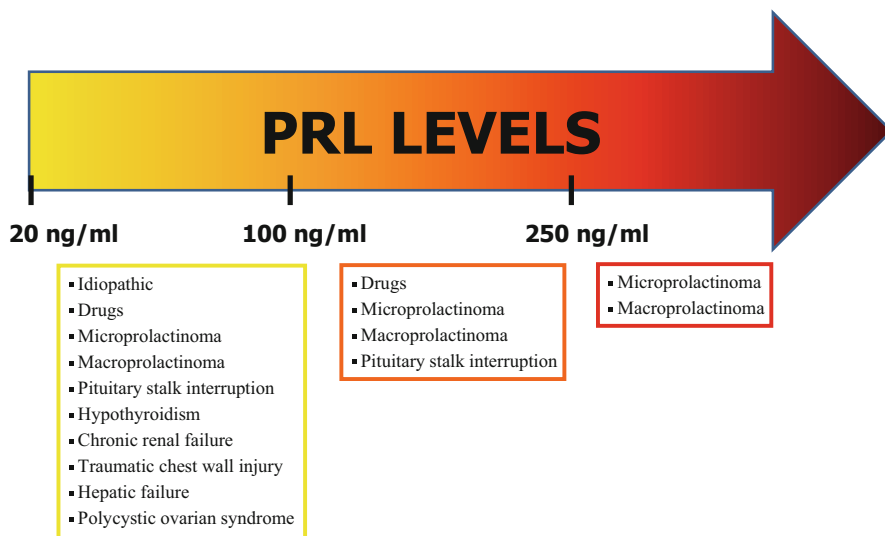 PRL LEVELS
20 ng/ml
100 ng/ml
250 ng/ml
▪ Idiopathic
▪ Drugs
▪ Microprolactinoma
▪ Macroprolactinoma
▪ Pituitary stalk interruption
▪ Hypothyroidism
▪ Chronic renal failure
▪ Traumatic chest wall injury
▪ Hepatic failure
▪ Polycystic ovarian syndrome
▪ Drugs
▪ Microprolactinoma
▪ Macroprolactinoma
▪ Pituitary stalk interruption
▪ Microprolactinoma
▪ Macroprolactinoma